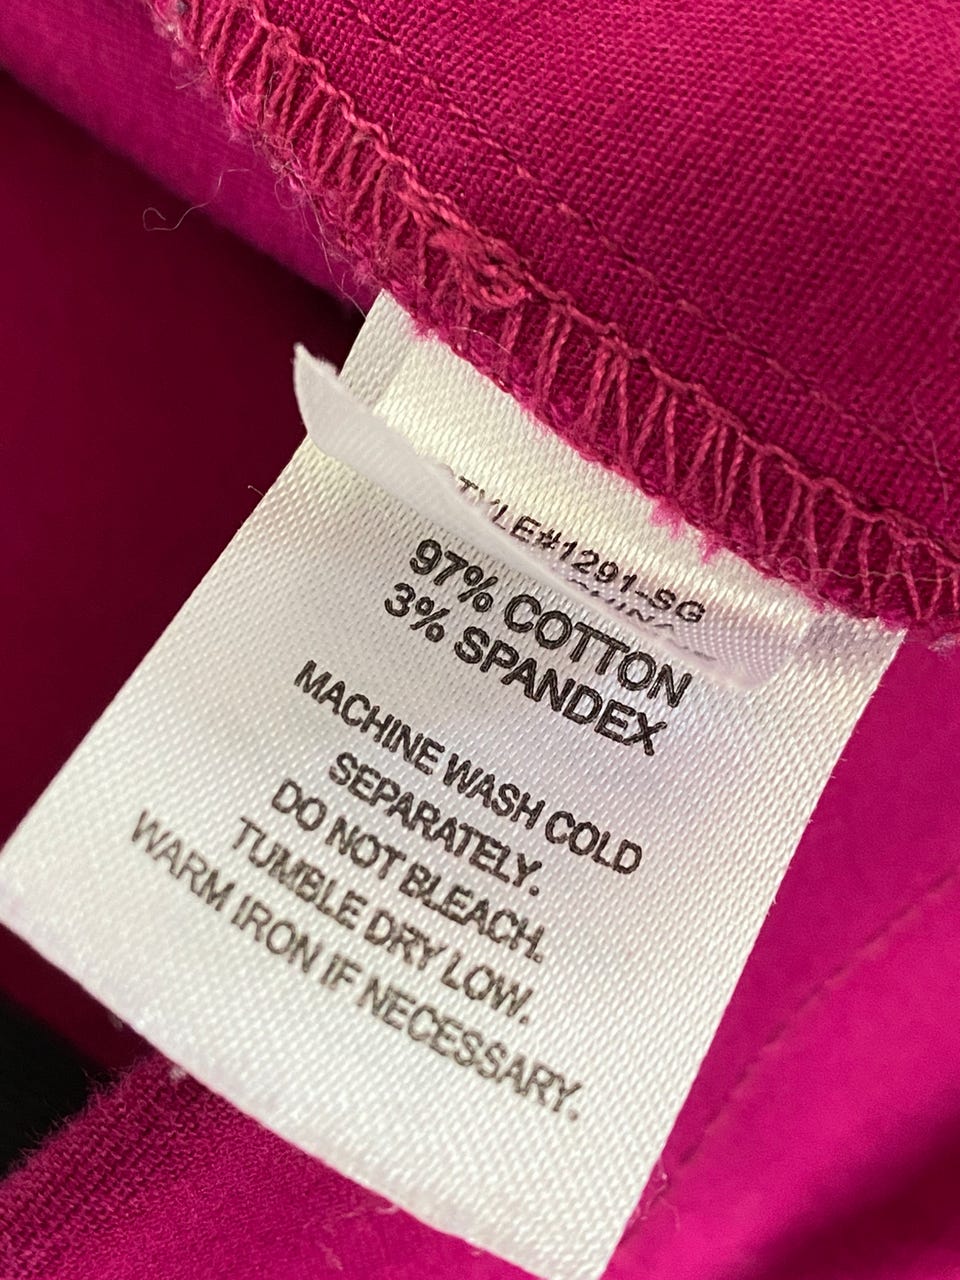 TYLE#1291-SG
97% COTTON
3% SPANDEX
MACHINE WASH COLD
SEPARATELY.
DO NOT BLEACH.
TUMBLE DRY LOW.
WARM IRON IF NECESSARY.